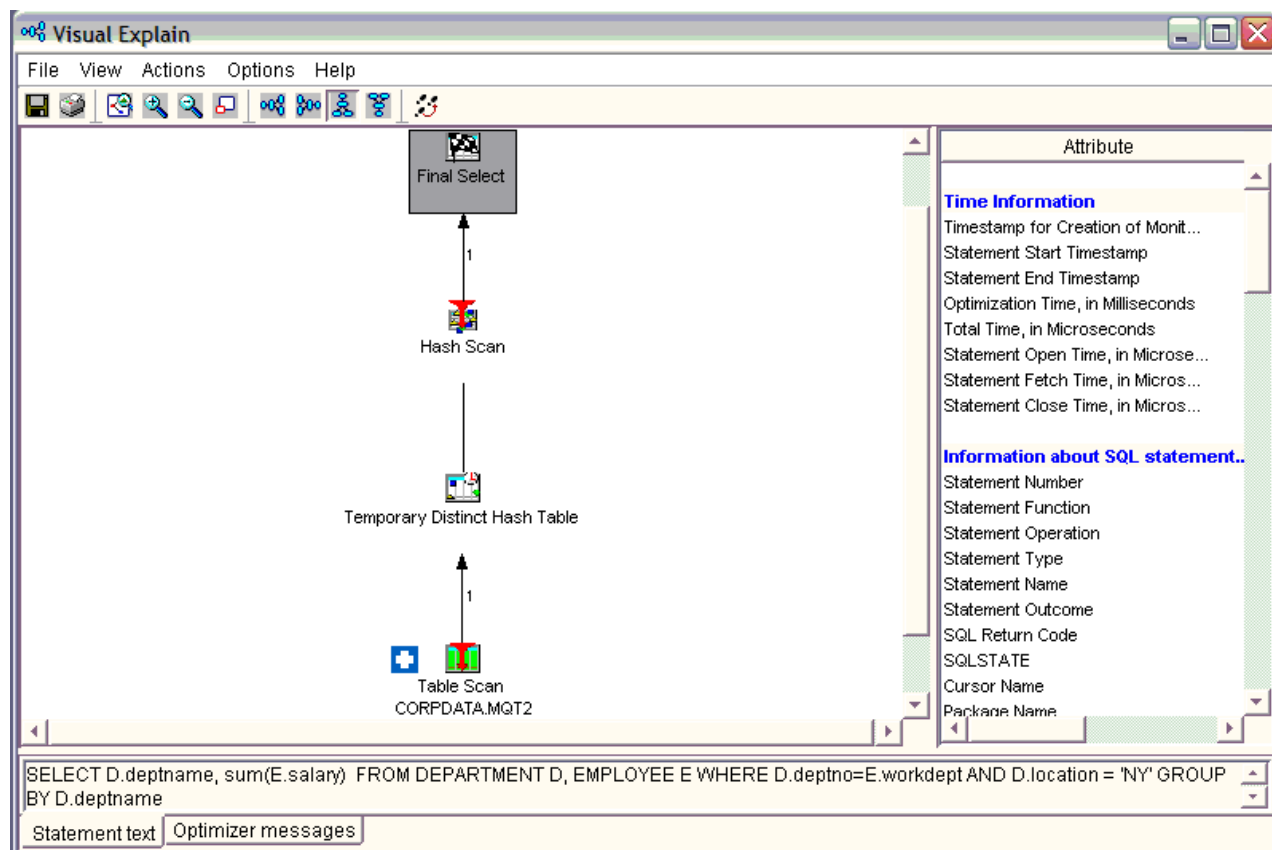 Visual Explain
File View Actions Options Help
Final Select
1
Hash Scan
Temporary Distinct Hash Table
1
Table Scan
CORPDATA.MQT2
Attribute
Time Information
Timestamp for Creation of Monit...
Statement Start Timestamp
Statement End Timestamp
Optimization Time, in Milliseconds
Total Time, in Microseconds
Statement Open Time, in Microse...
Statement Fetch Time, in Micros...
Statement Close Time, in Micros...
Information about SQL statement..
Statement Number
Statement Function
Statement Operation
Statement Type
Statement Name
Statement Outcome
SQL Return Code
SQLSTATE
Cursor Name
Package Name
SELECT D.deptname, sum(E.salary) FROM DEPARTMENT D, EMPLOYEE E WHERE D.deptno=E.workdept AND D.location = 'NY' GROUP
BY D.deptname
Statement text Optimizer messages